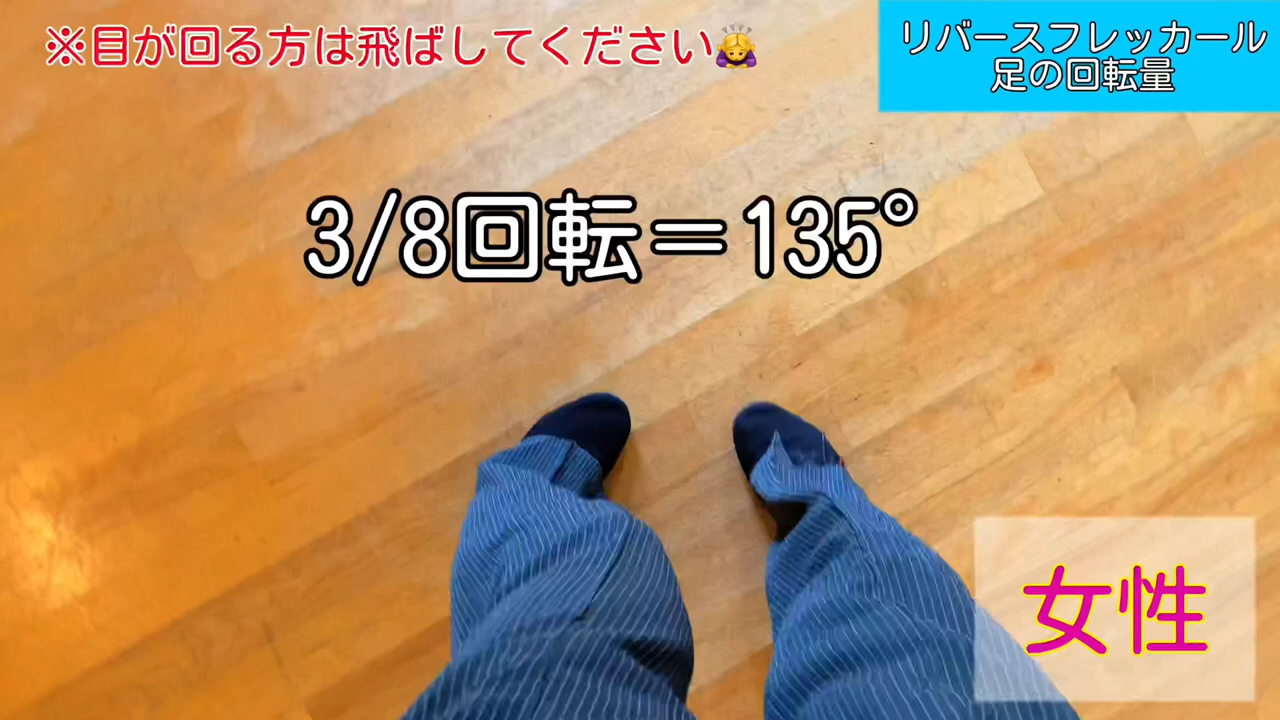 ※目が回る方は飛ばしてください🙇‍♀️
リバースフレッカール
足の回転量
3/8回転＝135°
女性